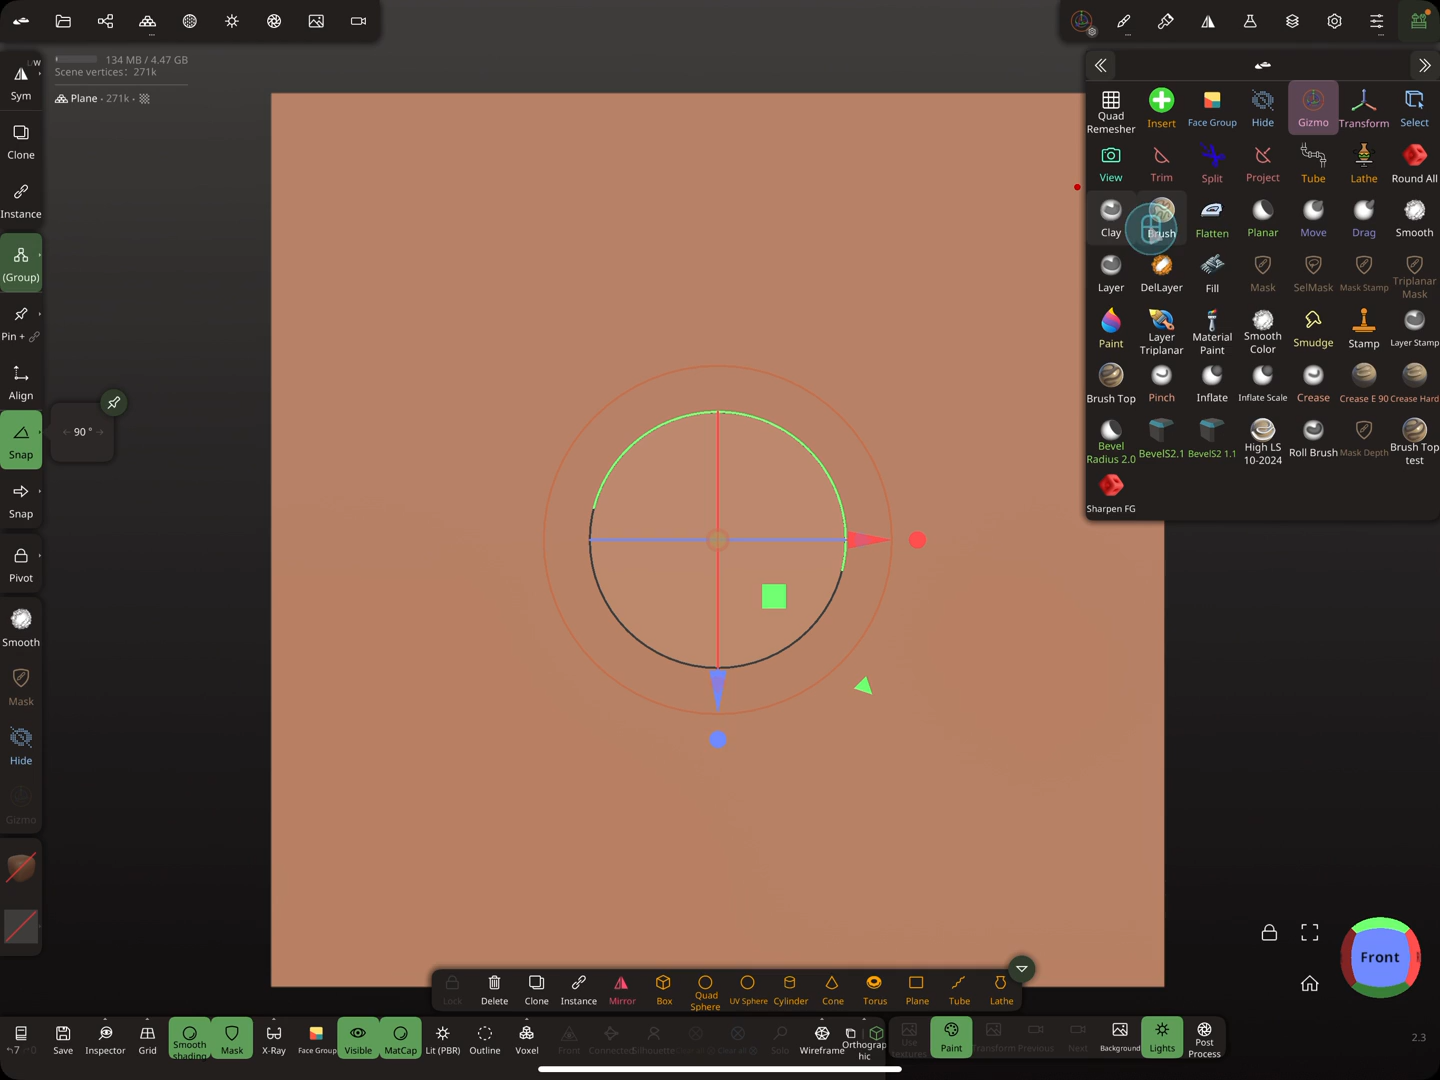 134 MB / 4.47 GB
Scene vertices: 271k
Plane · 271k ·
L/W
Sym
Clone
Instance
(Group)
Pin +
Align
Snap
← 90 ° →
Snap
Pivot
Smooth
Mask
Hide
Gizmo
Quad Remesher
Insert
Face Group
Hide
Gizmo
Transform
Select
View
Trim
Split
Project
Tube
Lathe
Round All
Clay
Brush
Flatten
Planar
Move
Drag
Smooth
Layer
DelLayer
Fill
Mask
SelMask
Mask Stamp
Triplanar Mask
Paint
Layer Triplanar
Material Paint
Smooth Color
Smudge
Stamp
Layer Stamp
Brush Top
Pinch
Inflate
Inflate Scale
Crease
Crease E 90
Crease Hard
Bevel Radius 2.0
BevelS2.1
BevelS2 1.1
High LS 10-2024
Roll Brush
Mask Depth
Brush Top test
Sharpen FG
Front
Lock
Delete
Clone
Instance
Mirror
Box
Quad Sphere
UV Sphere
Cylinder
Cone
Torus
Plane
Tube
Lathe
Save
Inspector
Grid
Smooth shading
Mask
X-Ray
Face Group
Visible
MatCap
Lit (PBR)
Outline
Voxel
Front
Connected
Silhouette
Solo
Wireframe
Orthographic
Use Textures
Paint
Transform
Previous
Next
Background
Lights
Post Process
2.3